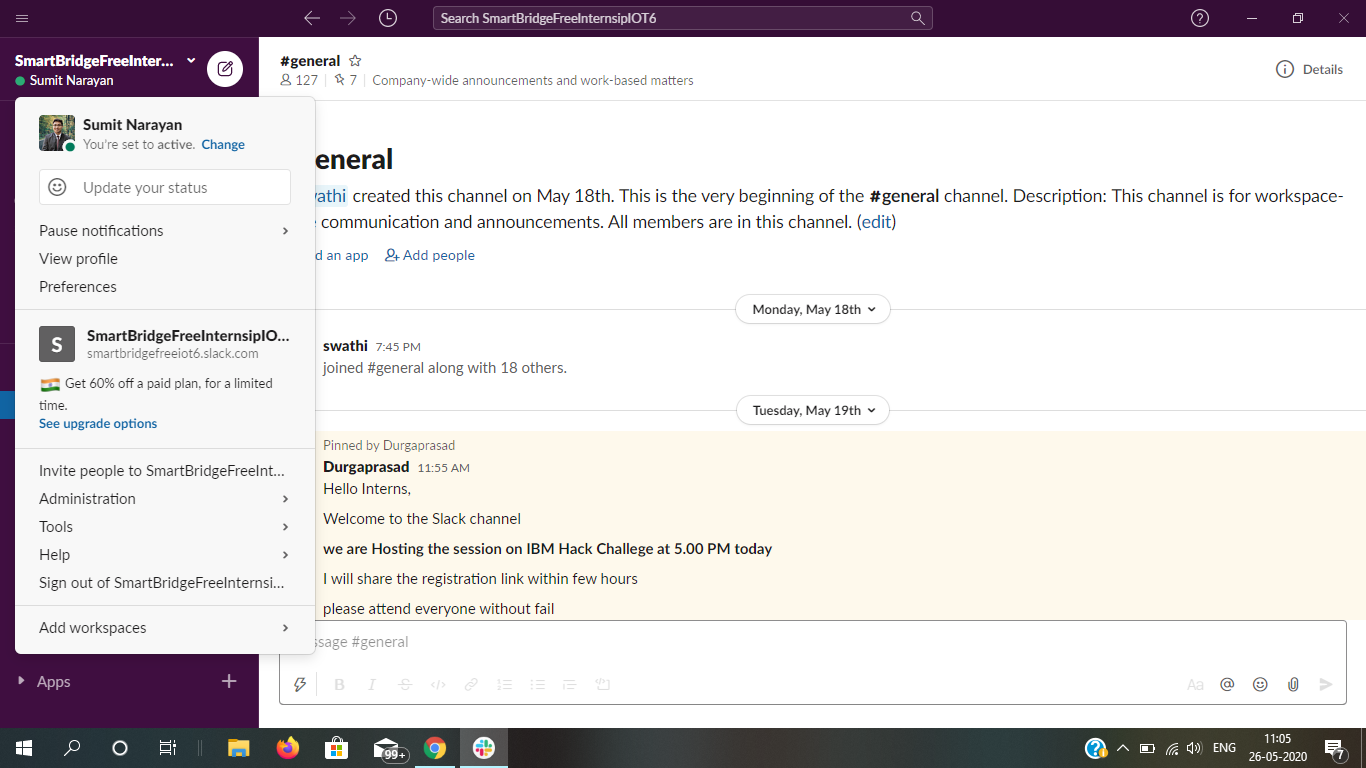 Search SmartBridgeFreeInternsipIOT6
SmartBridgeFreeInter...
Sumit Narayan
#general
127
7
Company-wide announcements and work-based matters
Details
Sumit Narayan
You're set to active. Change
Update your status
Pause notifications
View profile
Preferences
SmartBridgeFreeInternsipIO...
S
smartbridgefreeiot6.slack.com
Get 60% off a paid plan, for a limited
time.
See upgrade options
Invite people to SmartBridgeFreeInt...
Administration
Tools
Help
Sign out of SmartBridgeFreeInternsi...
Add workspaces
Apps
eneral
athi created this channel on May 18th. This is the very beginning of the #general channel. Description: This channel is for workspace-
communication and announcements. All members are in this channel. (edit)
d an app
Add people
Monday, May 18th
swathi 7:45 PM
joined #general along with 18 others.
Tuesday, May 19th
Pinned by Durgaprasad
Durgaprasad 11:55 AM
Hello Interns,
Welcome to the Slack channel
we are Hosting the session on IBM Hack Challege at 5.00 PM today
I will share the registration link within few hours
please attend everyone without fail
ssage #general
B I S </> Aa @
99+
ENG
11:05
26-05-2020
7